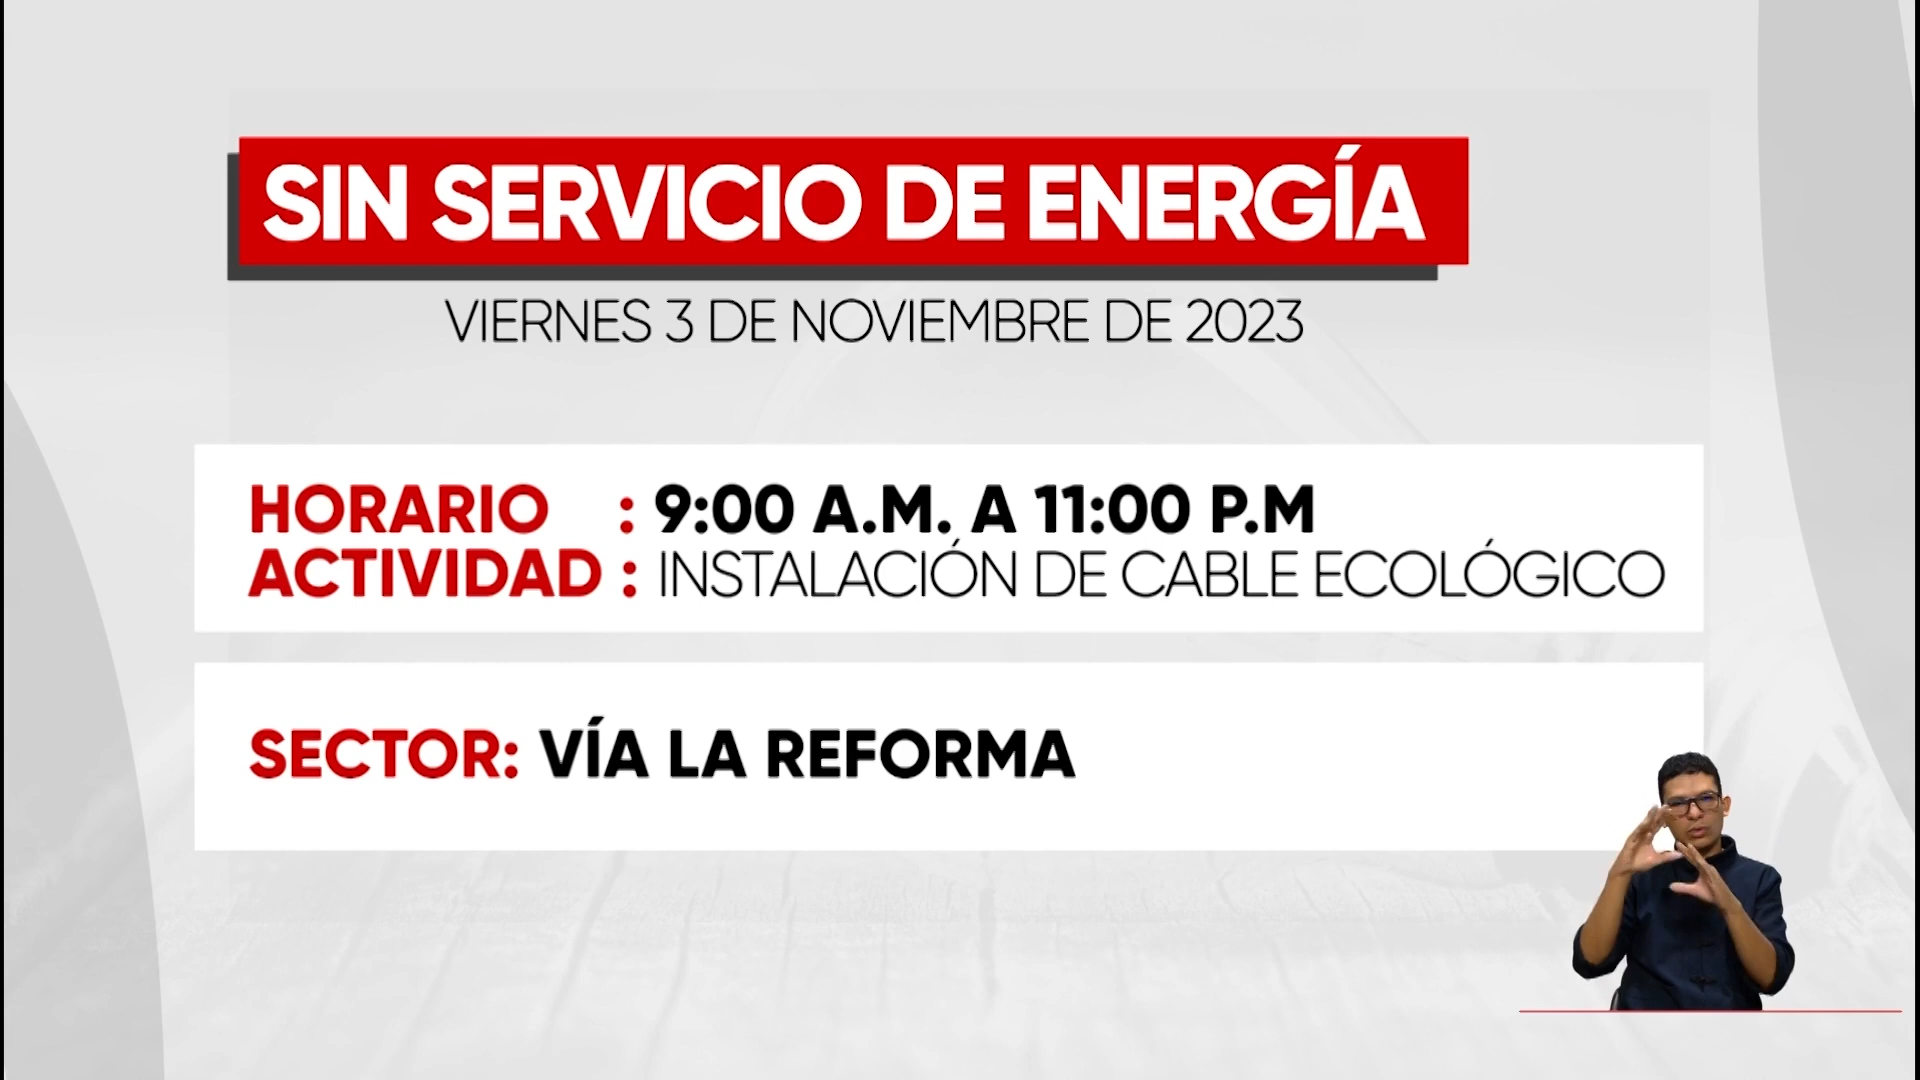 SIN SERVICIO DE ENERGÍA
VIERNES 3 DE NOVIEMBRE DE 2023
HORARIO : 9:00 A.M. A 11:00 P.M
ACTIVIDAD : INSTALACIÓN DE CABLE ECOLÓGICO
SECTOR: VÍA LA REFORMA